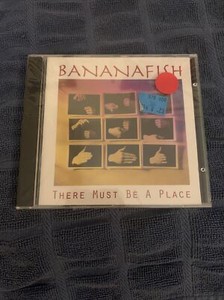 BANANAFISH
THERE MUST BE A PLACE